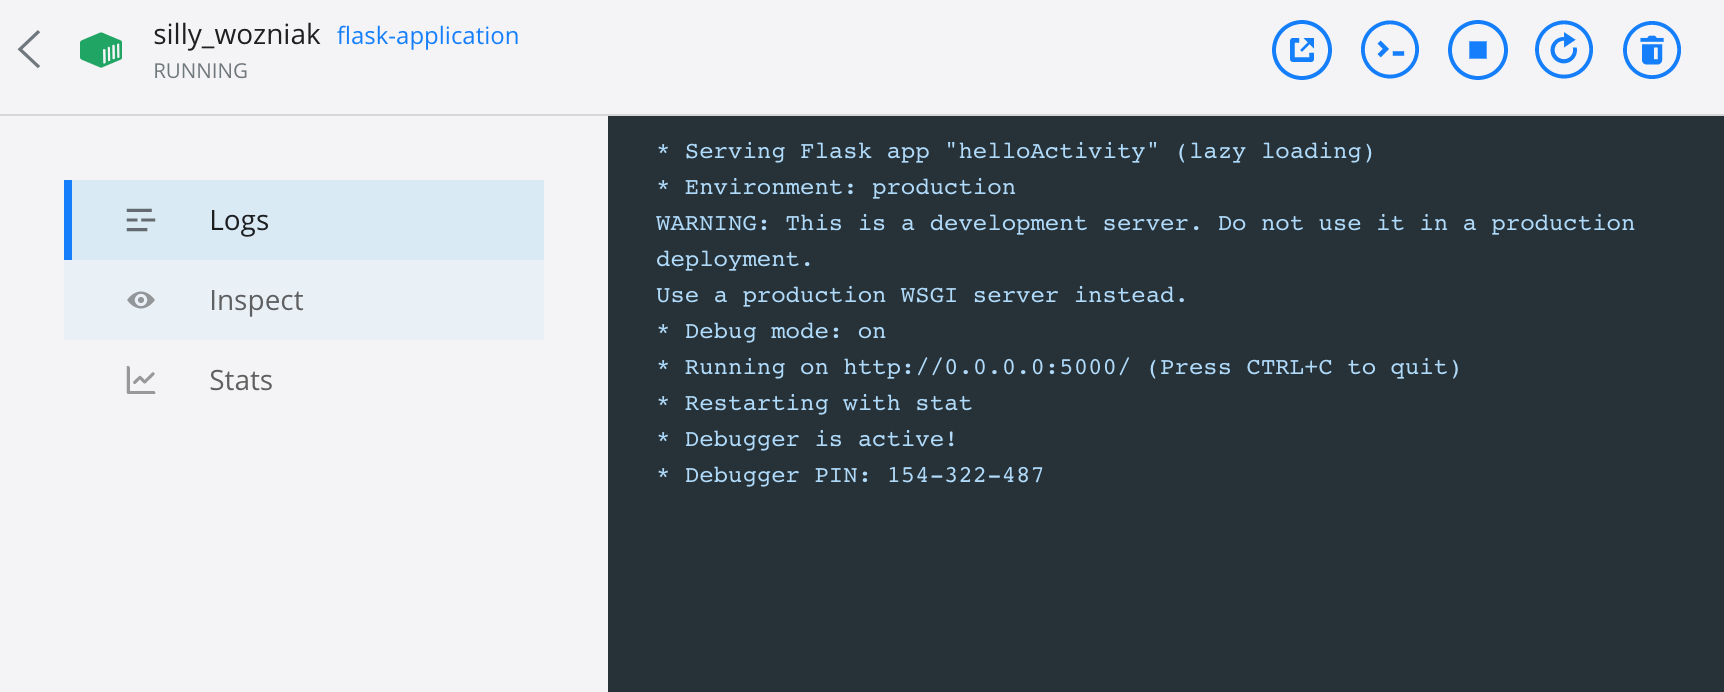 silly_wozniak flask-application
RUNNING
Logs
Inspect
Stats
* Serving Flask app "helloActivity" (lazy loading)
* Environment: production
WARNING: This is a development server. Do not use it in a production
deployment.
Use a production WSGI server instead.
* Debug mode: on
* Running on http://0.0.0.0:5000/ (Press CTRL+C to quit)
* Restarting with stat
* Debugger is active!
* Debugger PIN: 154-322-487